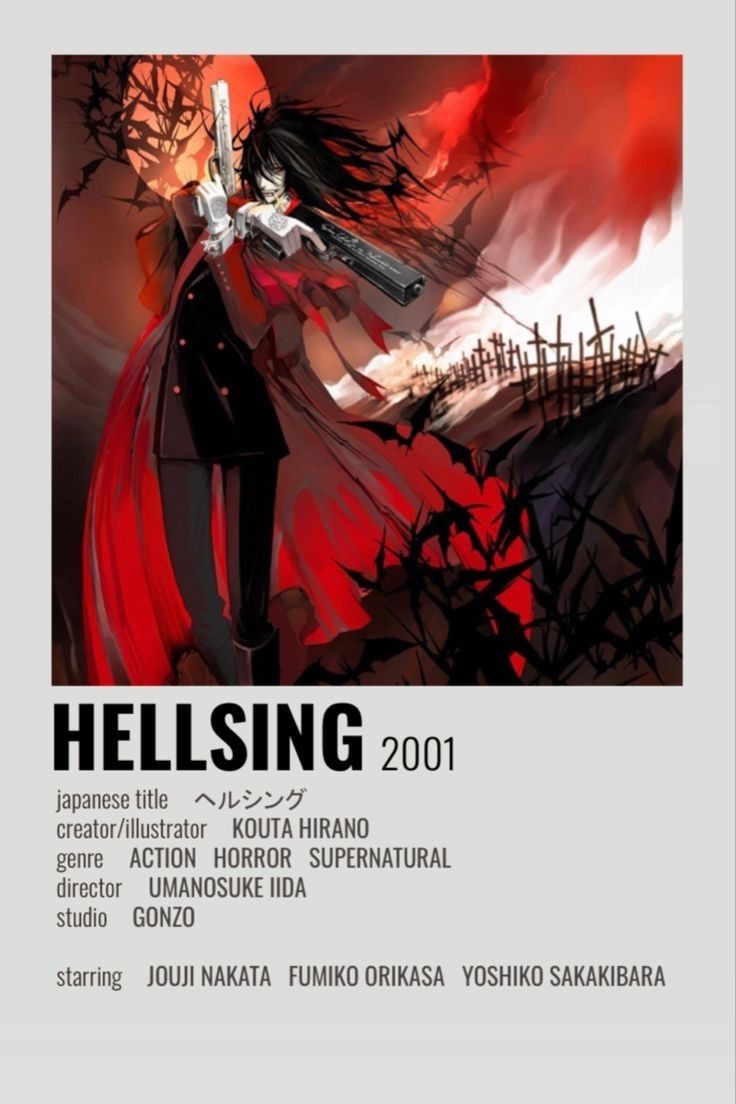 HELLSING 2001
japanese title ヘルシング
creator/illustrator KOUTA HIRANO
genre ACTION HORROR SUPERNATURAL
director UMANOSUKE IIDA
studio GONZO
starring JOUJI NAKATA FUMIKO ORIKASA YOSHIKO SAKAKIBARA